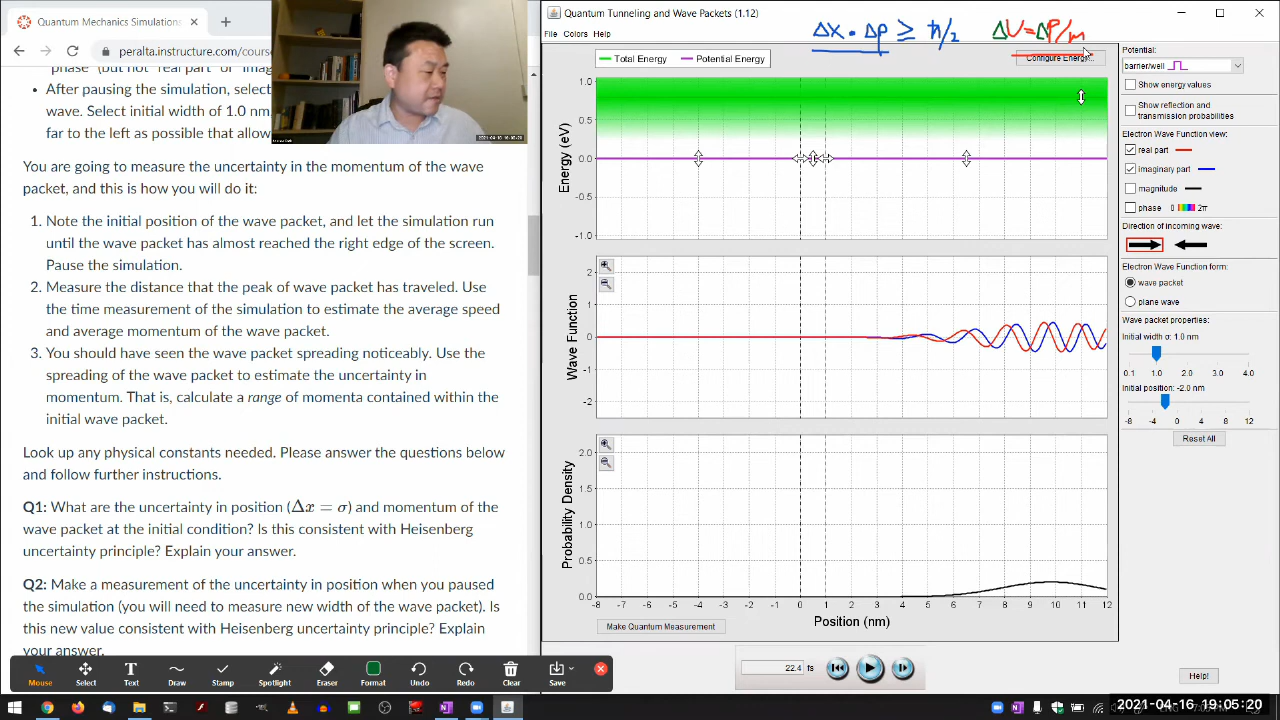 Quantum Mechanics Simulations
peralta.instructure.com/cours
phase (but not
After pausing the simulation, select
wave. Select initial width of 1.0 nm
far to the left as possible that allow
You are going to measure the uncertainty in the momentum of the wave
packet, and this is how you will do it:
1. Note the initial position of the wave packet, and let the simulation run
until the wave packet has almost reached the right edge of the screen.
Pause the simulation.
2. Measure the distance that the peak of wave packet has traveled. Use
the time measurement of the simulation to estimate the average speed
and average momentum of the wave packet.
3. You should have seen the wave packet spreading noticeably. Use the
spreading of the wave packet to estimate the uncertainty in
momentum. That is, calculate a range of momenta contained within the
initial wave packet.
Look up any physical constants needed. Please answer the questions below
and follow further instructions.
Q1: What are the uncertainty in position (Δx = σ) and momentum of the
wave packet at the initial condition? Is this consistent with Heisenberg
uncertainty principle? Explain your answer.
Q2: Make a measurement of the uncertainty in position when you paused
the simulation (you will need to measure new width of the wave packet). Is
this new value consistent with Heisenberg uncertainty principle? Explain
your answer.
Mouse Select Text Draw Stamp Spotlight Eraser Format Undo Redo Clear Save
2021-04-16 19:05:20
Quantum Tunneling and Wave Packets (1.12)
File Colors Help
Δx · Δp ≥ ħ/2
Δv=Δp/m
Configure Energy...
Total Energy Potential Energy
Energy (eV)
1.0
0.5
0.0
-0.5
-1.0
Wave Function
2
1
0
-1
-2
Probability Density
2.0
1.5
1.0
0.5
0.0
-8 -7 -6 -5 -4 -3 -2 -1 0 1 2 3 4 5 6 7 8 9 10 11 12
Position (nm)
Make Quantum Measurement
22.4 fs
Potential:
barrier/well
Show energy values
Show reflection and
transmission probabilities
Electron Wave Function view:
real part
imaginary part
magnitude
phase 0 2π
Direction of incoming wave:
Electron Wave Function form:
wave packet
plane wave
Wave packet properties:
Initial width σ: 1.0 nm
0.1 1.0 2.0 3.0 4.0
Initial position: -2.0 nm
-8 -4 0 4 8 12
Reset All
Help!
2021-04-16 19:05:20